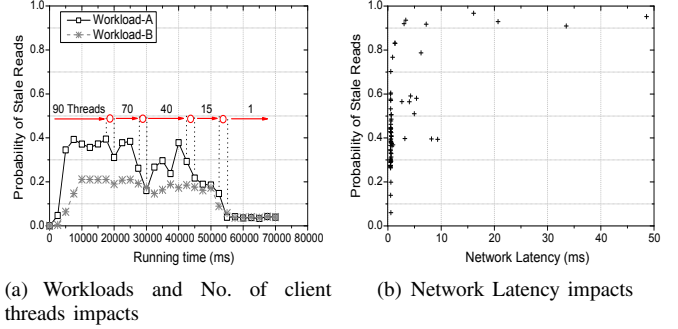 1.0
0.8
0.6
0.4
0.2
0.0
Probability of Stale Reads
Workload-A
Workload-B
90 Threads 70 40 15 1
0 10000 20000 30000 40000 50000 60000 70000 80000
Running time (ms)
(a) Workloads and No. of client
threads impacts
1.0
0.8
0.6
0.4
0.2
0.0
Probability of Stale Reads
0 10 20 30 40 50
Network Latency (ms)
(b) Network Latency impacts